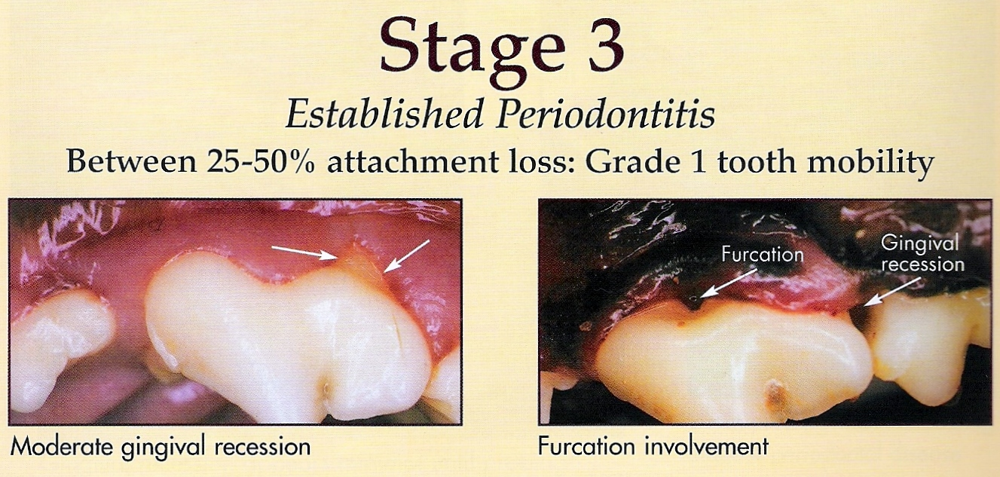 Stage 3
Established Periodontitis
Between 25-50% attachment loss: Grade 1 tooth mobility
Furcation
Gingival
recession
Moderate gingival recession
Furcation involvement